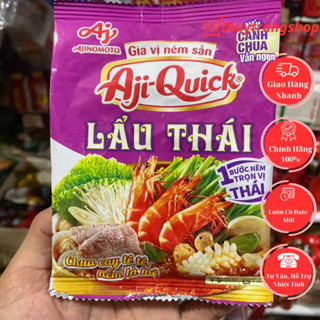 Aj
AJINOMOTO
Gia vị nêm sẵn
Aji-Quick®
CANH CHUA
Vẫn ngon
LẨU THÁI
1 BƯỚC NÊM
TRỌN VỊ
THÁI
Chua cay tê tê
nêm là mê
Giao Hàng
Nhanh
Chính Hãng
100%
Luôn Có Date
Mới
Tư Vấn, Hỗ Trợ
Nhiệt Tình